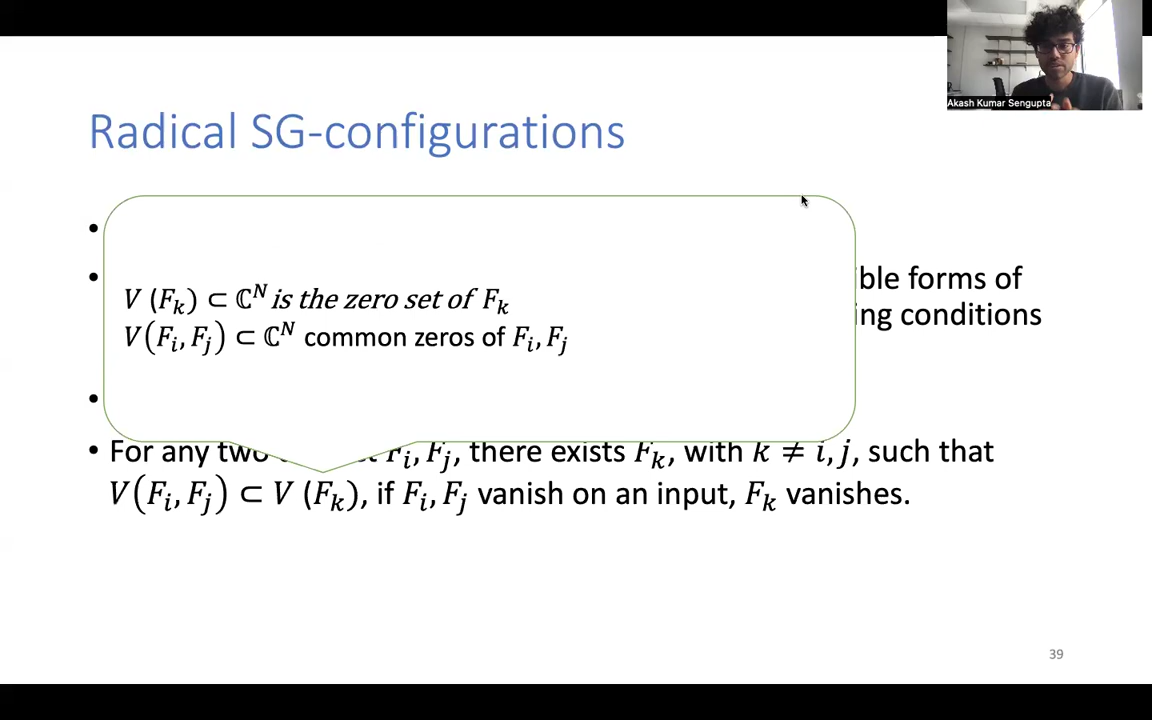 Akash Kumar Sengupta
Radical SG-configurations
•
• ble forms of
V (F_k) ⊂ ℂ^N is the zero set of F_k
ing conditions
V(F_i, F_j) ⊂ ℂ^N common zeros of F_i, F_j
•
• For any two F_i, F_j, there exists F_k, with k ≠ i, j, such that
V(F_i, F_j) ⊂ V (F_k), if F_i, F_j vanish on an input, F_k vanishes.
39